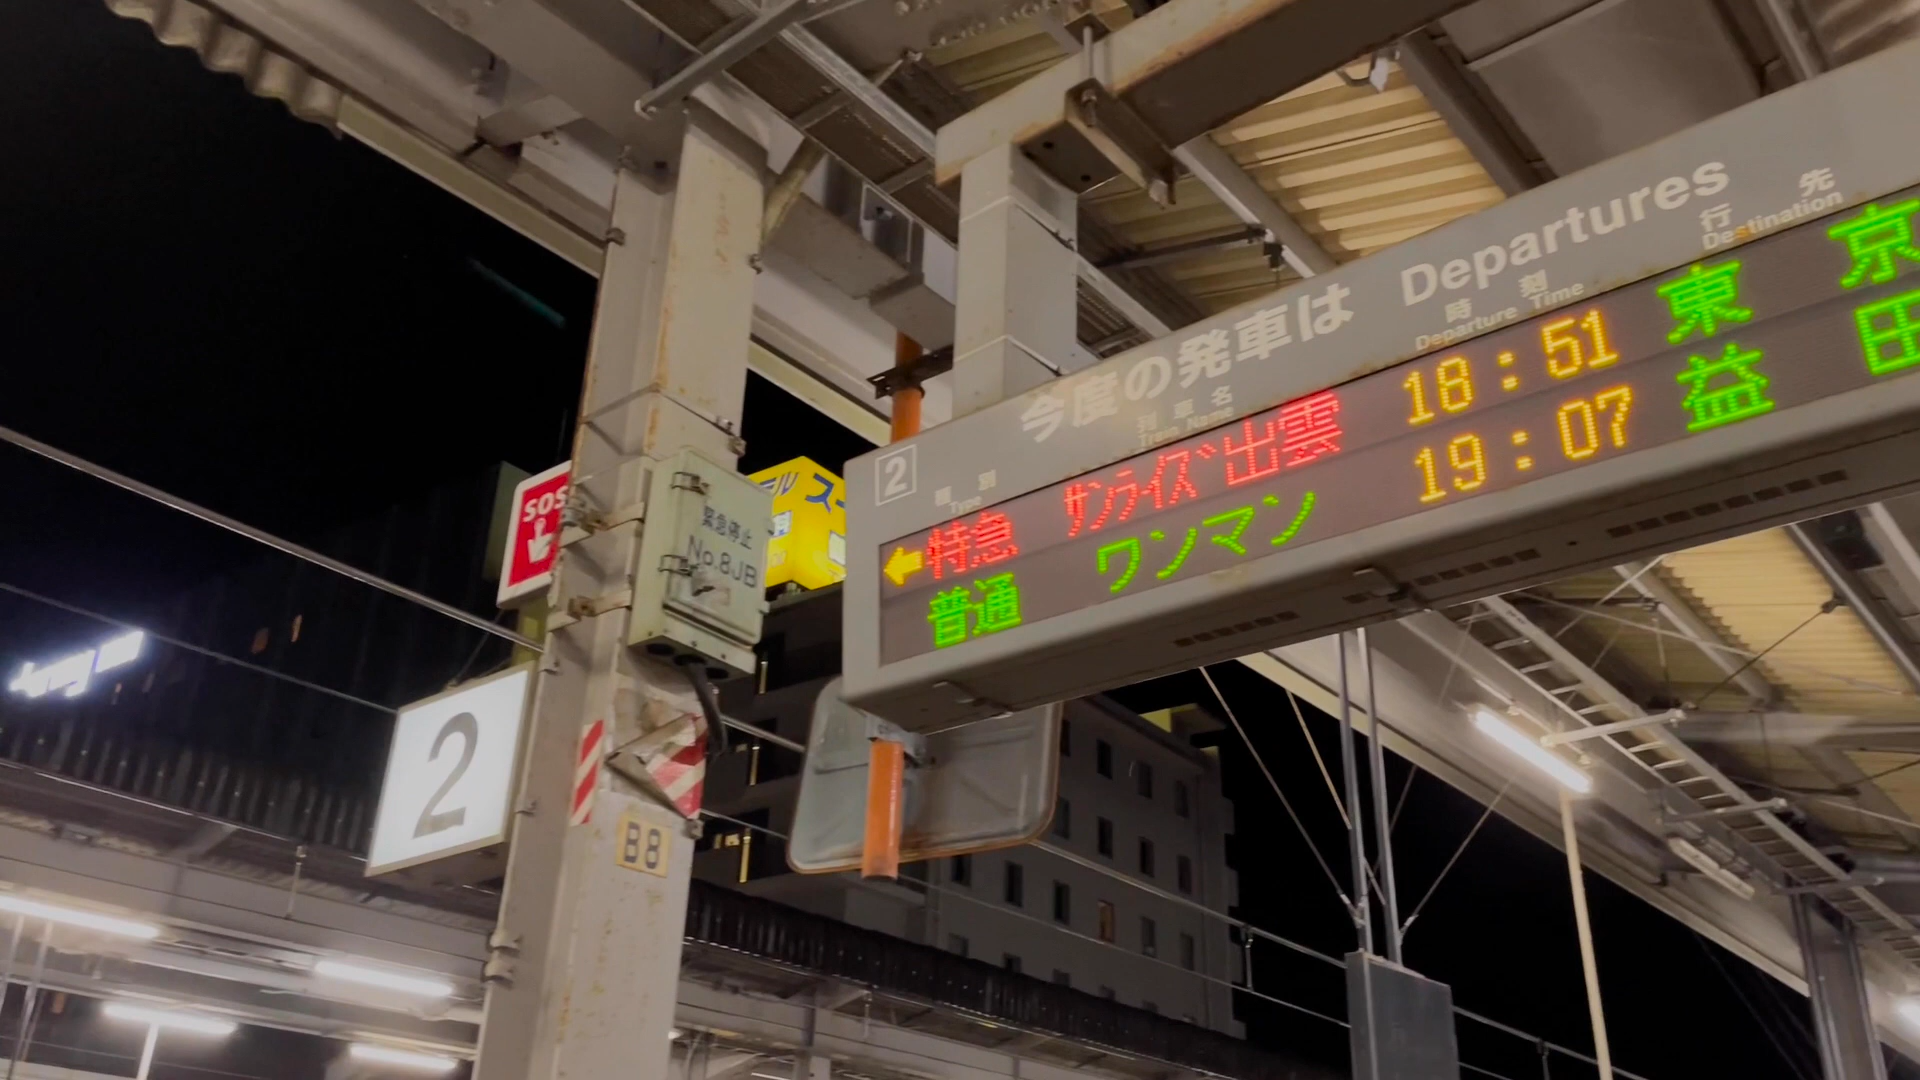 今度の発車は Departures
2
種別
Type
列車名
Train Name
時刻
Departure Time
行先
Destination
←特急 サンライズ出雲 18:51 東京
普通 ワンマン 19:07 益田
SOS
緊急停止
No.8JB
2
B8